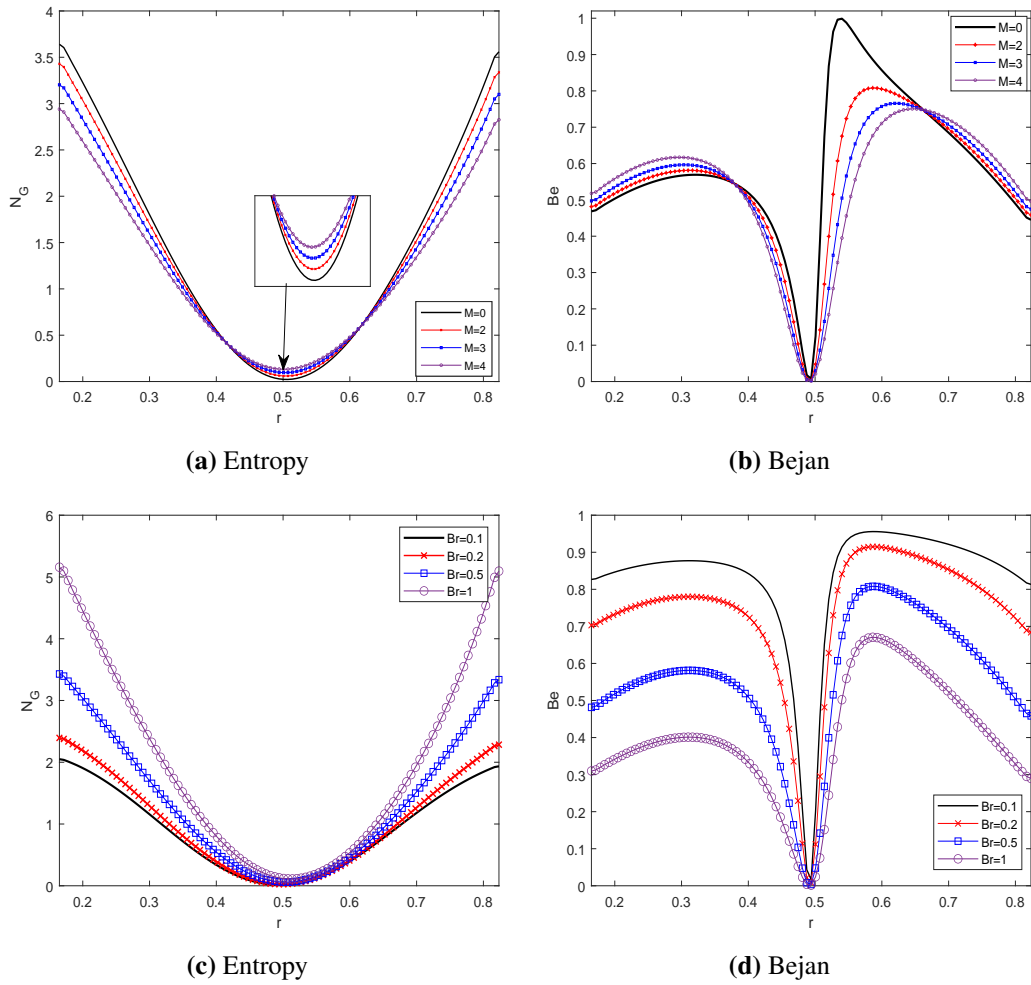 4
3.5
3
2.5
2
1.5
1
0.5
0
N_G
0.2 0.3 0.4 0.5 0.6 0.7 0.8
r
M=0
M=2
M=3
M=4
(a) Entropy
1
0.9
0.8
0.7
0.6
0.5
0.4
0.3
0.2
0.1
0
Be
0.2 0.3 0.4 0.5 0.6 0.7 0.8
r
M=0
M=2
M=3
M=4
(b) Bejan
6
5
4
3
2
1
0
N_G
0.2 0.3 0.4 0.5 0.6 0.7 0.8
r
Br=0.1
Br=0.2
Br=0.5
Br=1
(c) Entropy
1
0.9
0.8
0.7
0.6
0.5
0.4
0.3
0.2
0.1
0
Be
0.2 0.3 0.4 0.5 0.6 0.7 0.8
r
Br=0.1
Br=0.2
Br=0.5
Br=1
(d) Bejan